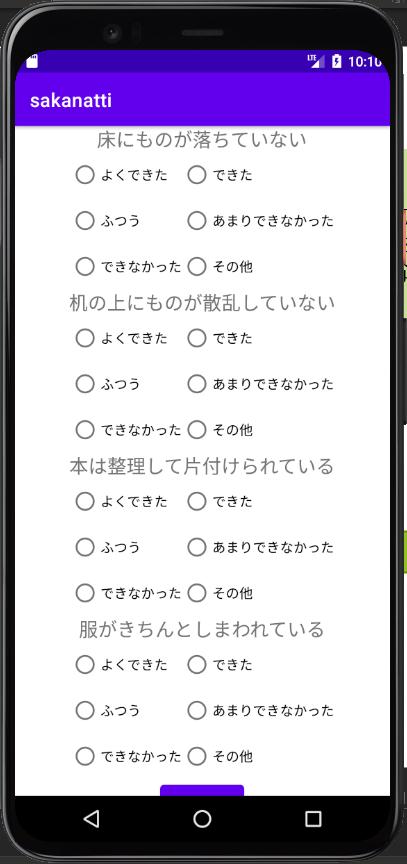 LTE 10:10
sakanatti
床にものが落ちていない
よくできた できた
ふつう あまりできなかった
できなかった その他
机の上にものが散乱していない
よくできた できた
ふつう あまりできなかった
できなかった その他
本は整理して片付けられている
よくできた できた
ふつう あまりできなかった
できなかった その他
服がきちんとしまわれている
よくできた できた
ふつう あまりできなかった
できなかった その他